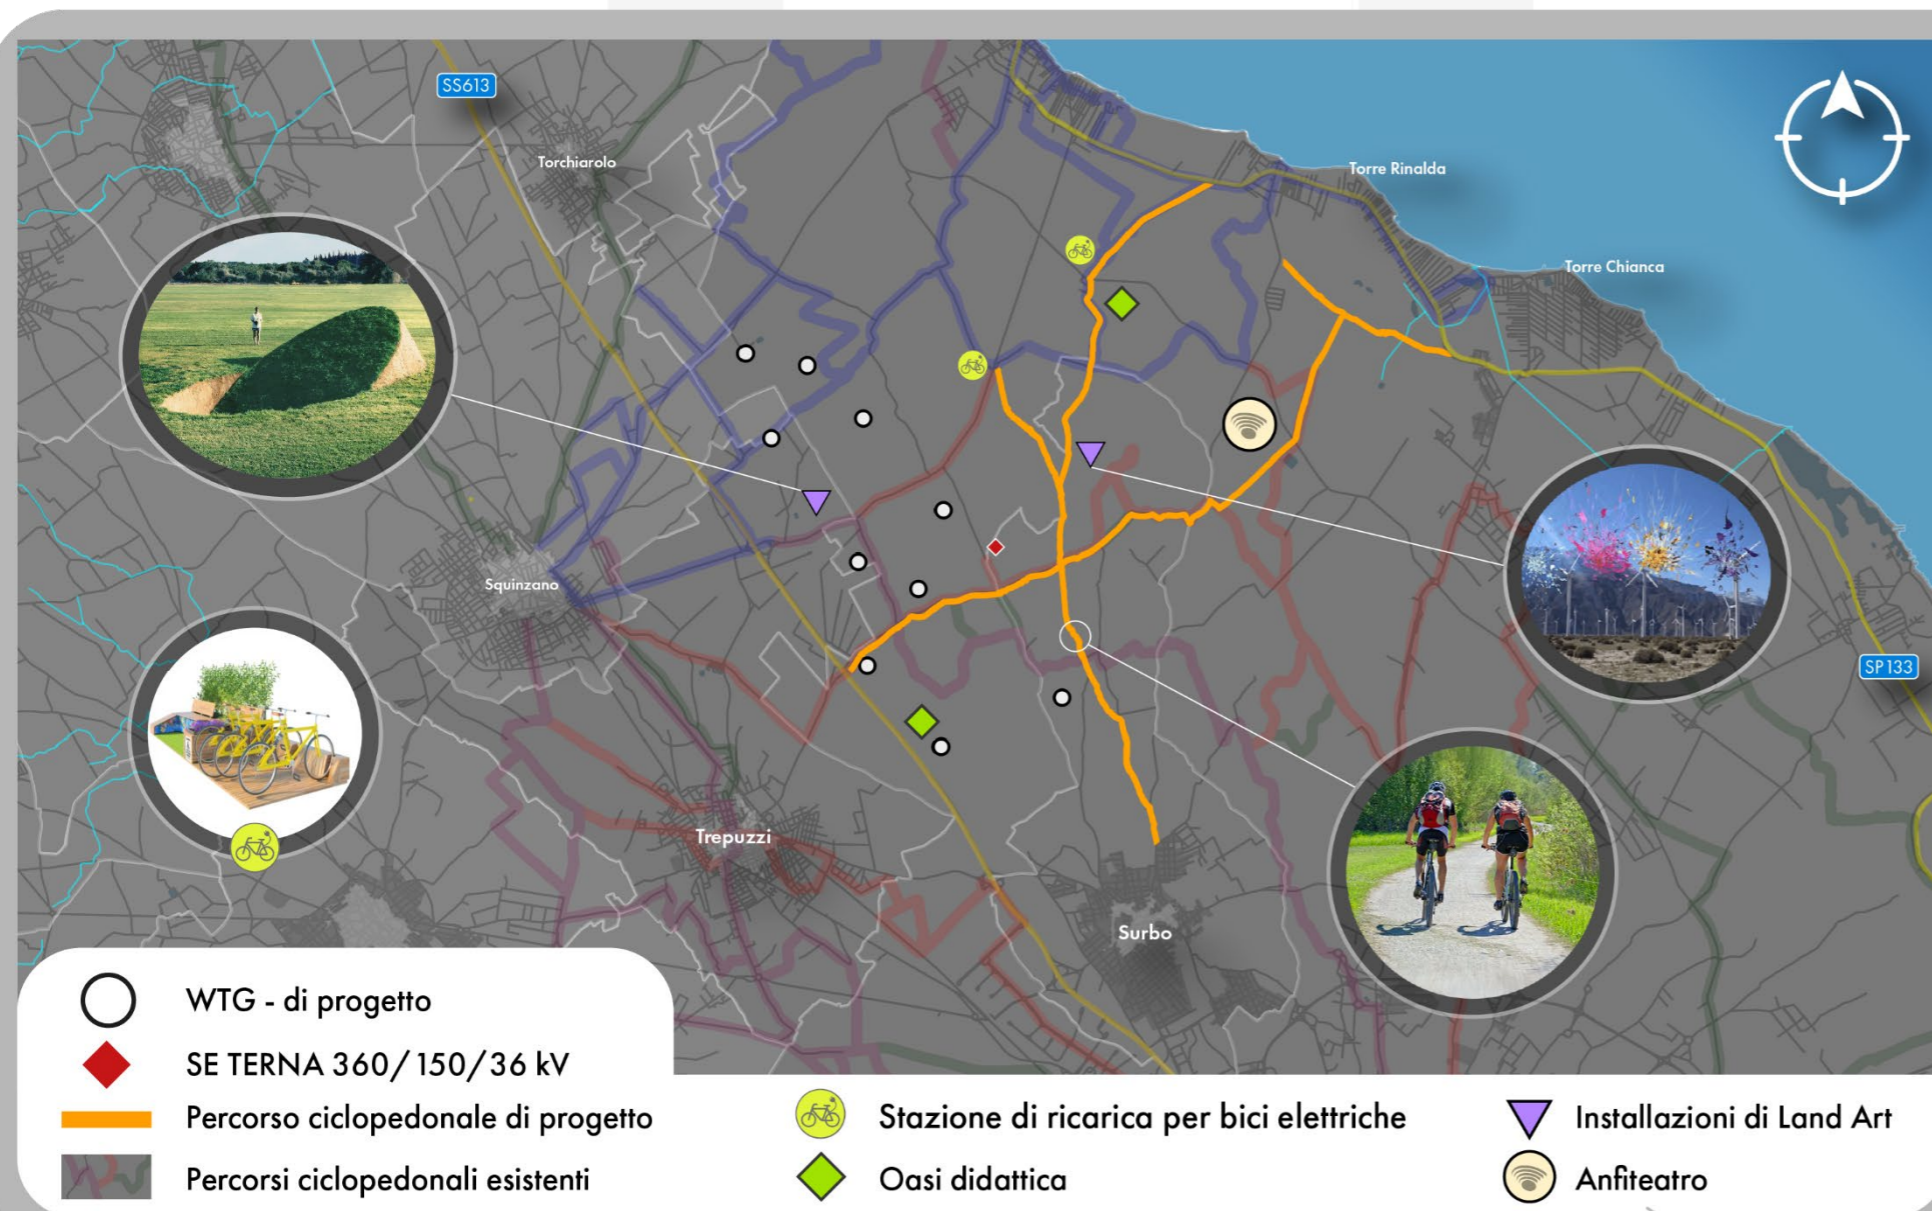 SS613
Torchiarolo
Torre Rinalda
Torre Chianca
Squinzano
SP133
Trepuzzi
Surbo
WTG - di progetto
SE TERNA 360/150/36 kV
Percorso ciclopedonale di progetto
Percorsi ciclopedonali esistenti
Stazione di ricarica per bici elettriche
Oasi didattica
Installazioni di Land Art
Anfiteatro